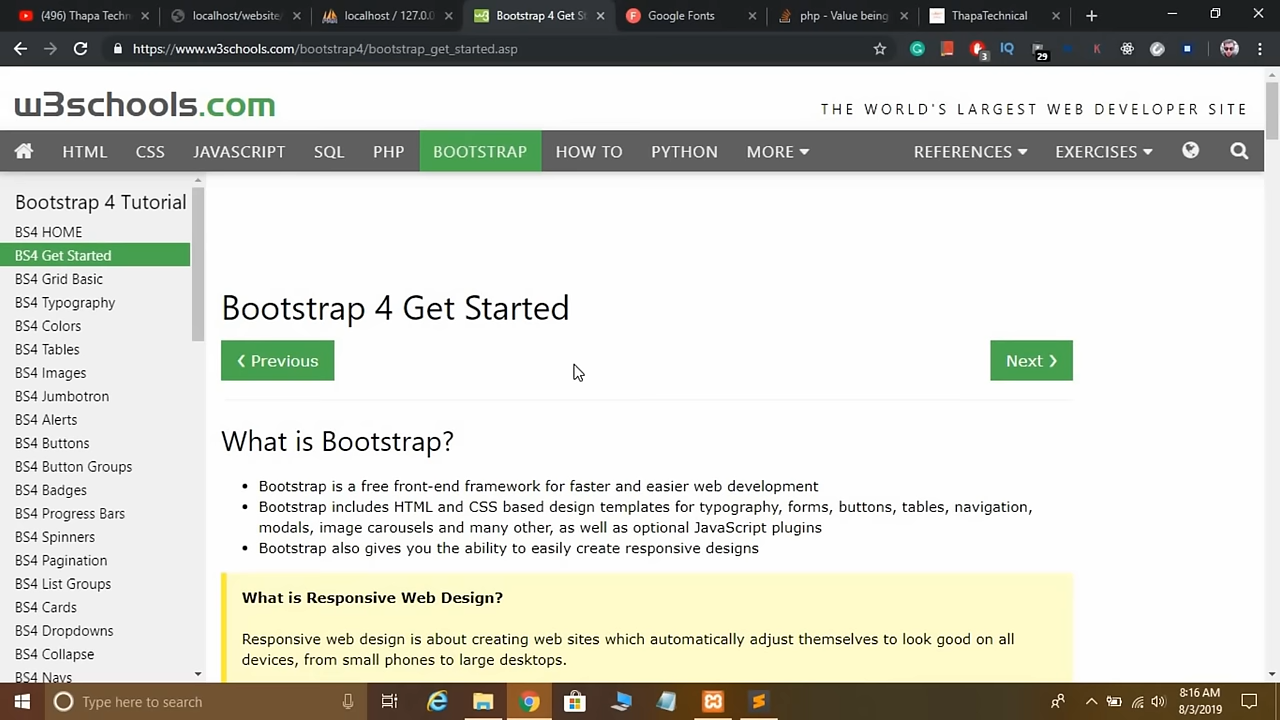 Thapa Techn
localhost/website/
localhost / 127.0.0
Bootstrap 4 Get St
Google Fonts
php - Value being
ThapaTechnical
https://www.w3schools.com/bootstrap4/bootstrap_get_started.asp
3
29
w3schools.com
THE WORLD'S LARGEST WEB DEVELOPER SITE
HTML CSS JAVASCRIPT SQL PHP BOOTSTRAP HOW TO PYTHON MORE REFERENCES EXERCISES
Bootstrap 4 Tutorial
BS4 HOME
BS4 Get Started
BS4 Grid Basic
BS4 Typography
BS4 Colors
BS4 Tables
BS4 Images
BS4 Jumbotron
BS4 Alerts
BS4 Buttons
BS4 Button Groups
BS4 Badges
BS4 Progress Bars
BS4 Spinners
BS4 Pagination
BS4 List Groups
BS4 Cards
BS4 Dropdowns
BS4 Collapse
BS4 Navs
Bootstrap 4 Get Started
❮ Previous
Next ❯
What is Bootstrap?
• Bootstrap is a free front-end framework for faster and easier web development
• Bootstrap includes HTML and CSS based design templates for typography, forms, buttons, tables, navigation,
modals, image carousels and many other, as well as optional JavaScript plugins
• Bootstrap also gives you the ability to easily create responsive designs
What is Responsive Web Design?
Responsive web design is about creating web sites which automatically adjust themselves to look good on all
devices, from small phones to large desktops.
Type here to search
8:16 AM
8/3/2019